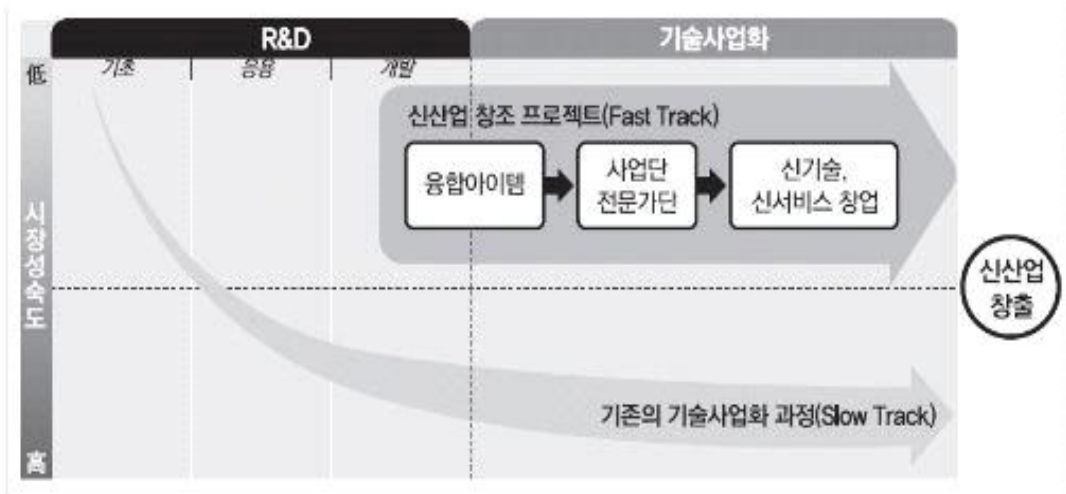 R&D
기술사업화
低
기초
응용
개발
신산업 창조 프로젝트(Fast Track)
융합아이템
사업단
전문가단
신기술,
신서비스 창업
시장성숙도
신산업
창출
기존의 기술사업화 과정(Slow Track)
高